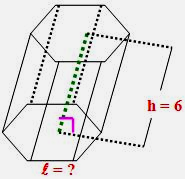 h = 6
ℓ = ?